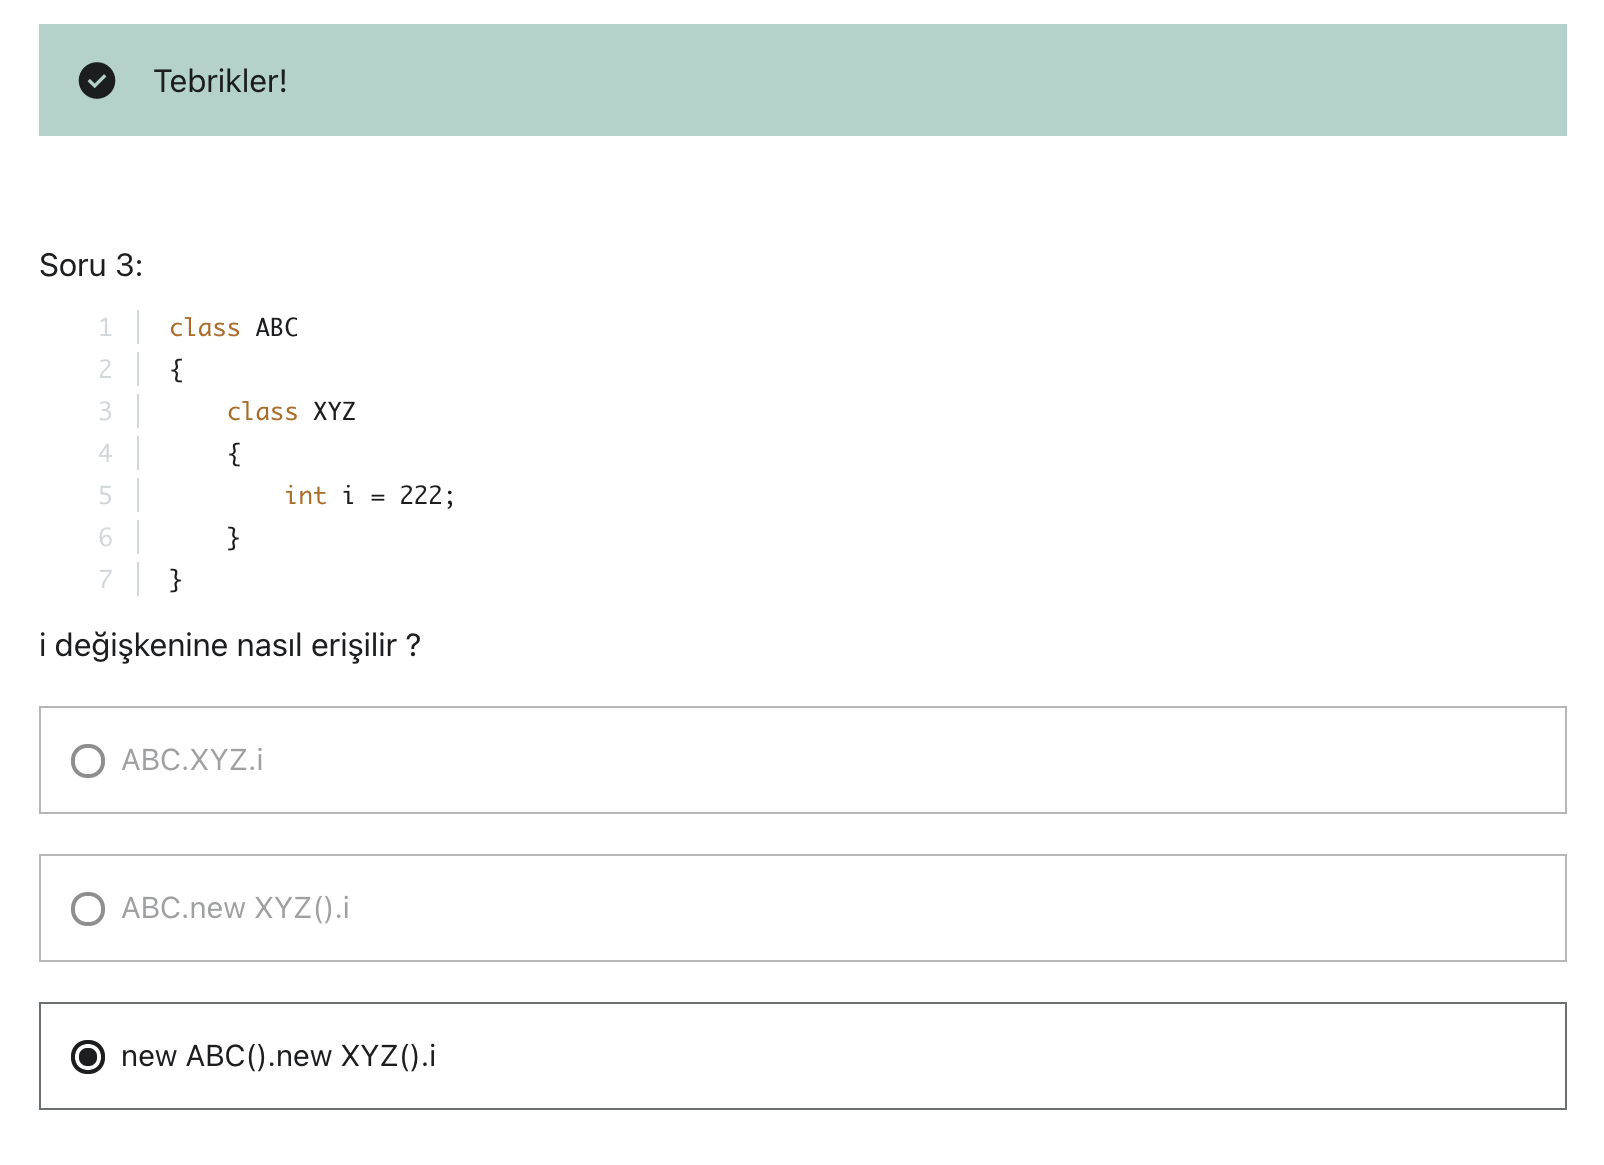 Tebrikler!
Soru 3:
1 class ABC
2 {
3     class XYZ
4     {
5         int i = 222;
6     }
7 }
i değişkenine nasıl erişilir ?
ABC.XYZ.i
ABC.new XYZ().i
new ABC().new XYZ().i